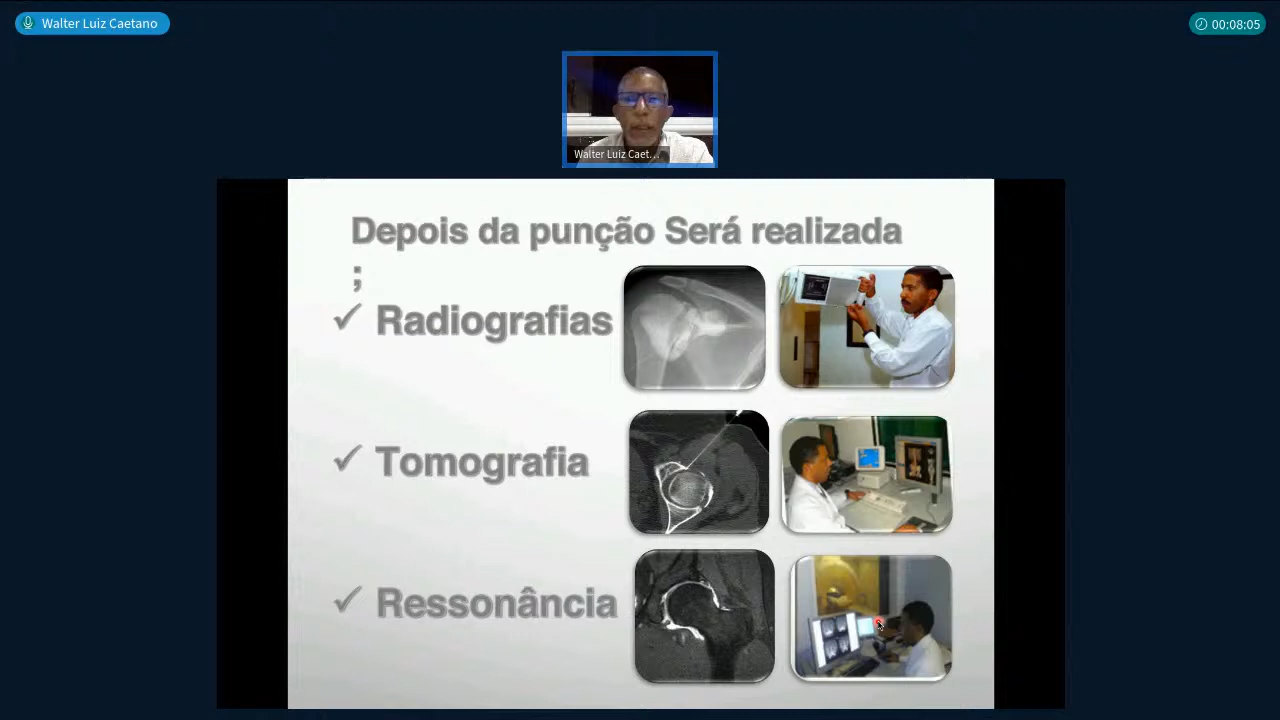 Walter Luiz Caetano
00:08:05
Walter Luiz Caet...
Depois da punção Será realizada
;
✓ Radiografias
✓ Tomografia
✓ Ressonância